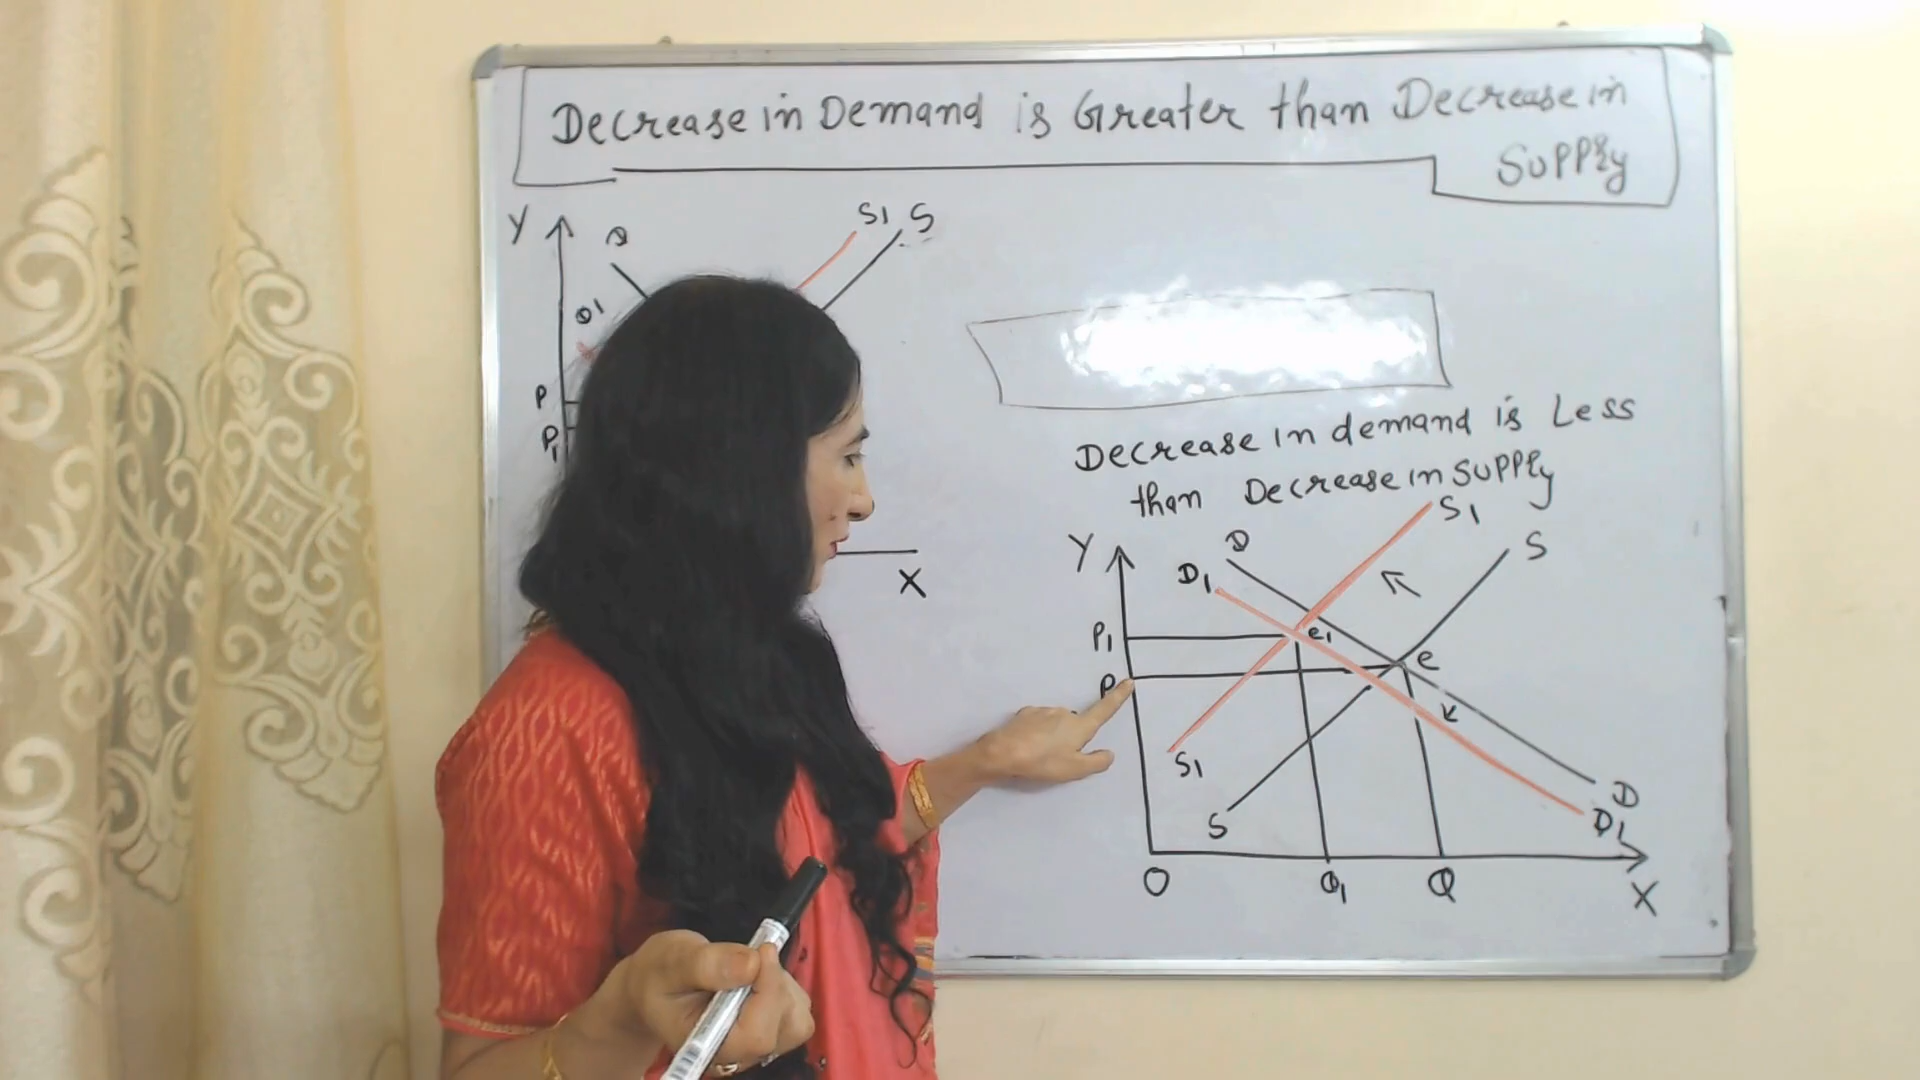 Decrease in Demand is Greater than Decrease in
Supply
Y
D
S1 S
D1
P
P1
X
Decrease in demand is Less
than Decrease in Supply
S1
Y
D
S
D1
P1
e1
e
P
S1
S
D
D1
O
Q1
Q
X